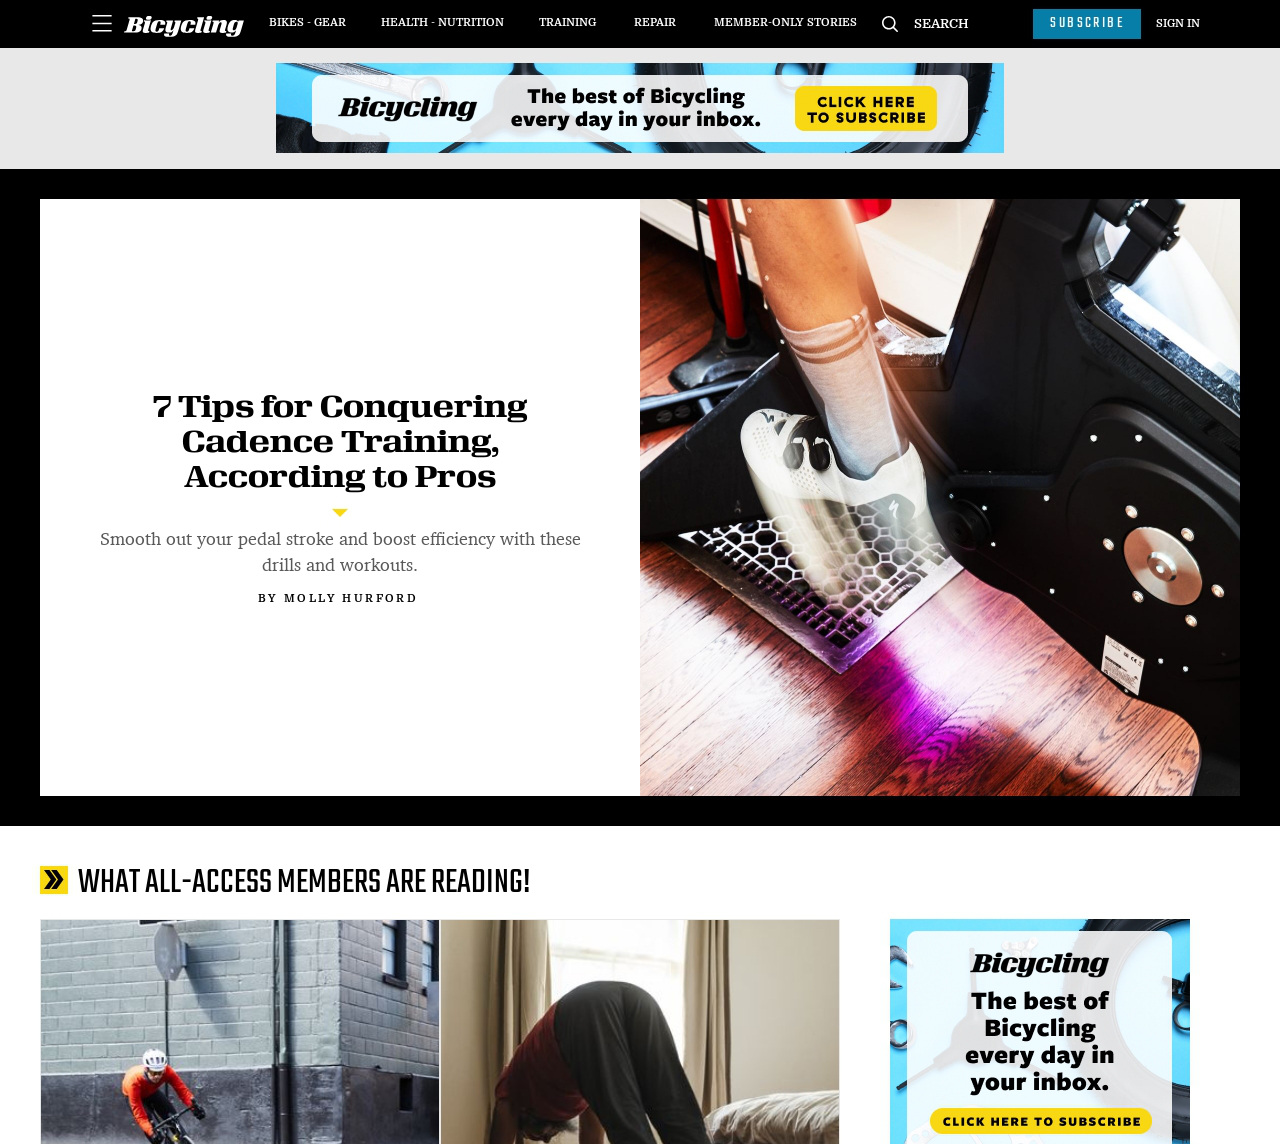 Bicycling
BIKES - GEAR
HEALTH - NUTRITION
TRAINING
REPAIR
MEMBER-ONLY STORIES
SEARCH
SUBSCRIBE
SIGN IN
Bicycling
The best of Bicycling
every day in your inbox.
CLICK HERE
TO SUBSCRIBE
7 Tips for Conquering
Cadence Training,
According to Pros
Smooth out your pedal stroke and boost efficiency with these
drills and workouts.
BY MOLLY HURFORD
WHAT ALL-ACCESS MEMBERS ARE READING!
Bicycling
The best of
Bicycling
every day in
your inbox.
CLICK HERE TO SUBSCRIBE